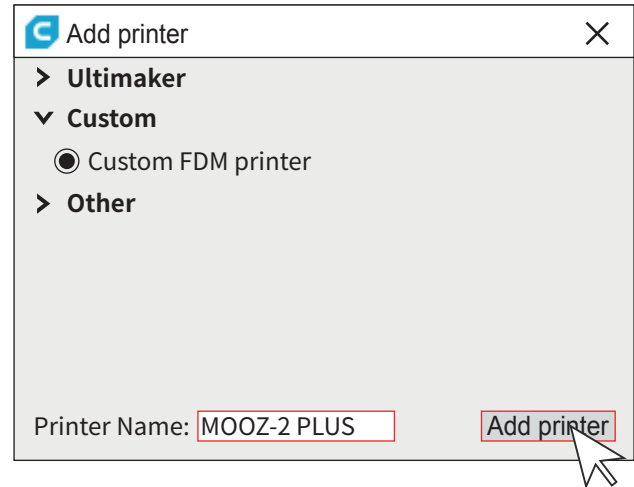 Add printer
Ultimaker
Custom
Custom FDM printer
Other
Printer Name: MOOZ-2 PLUS Add printer